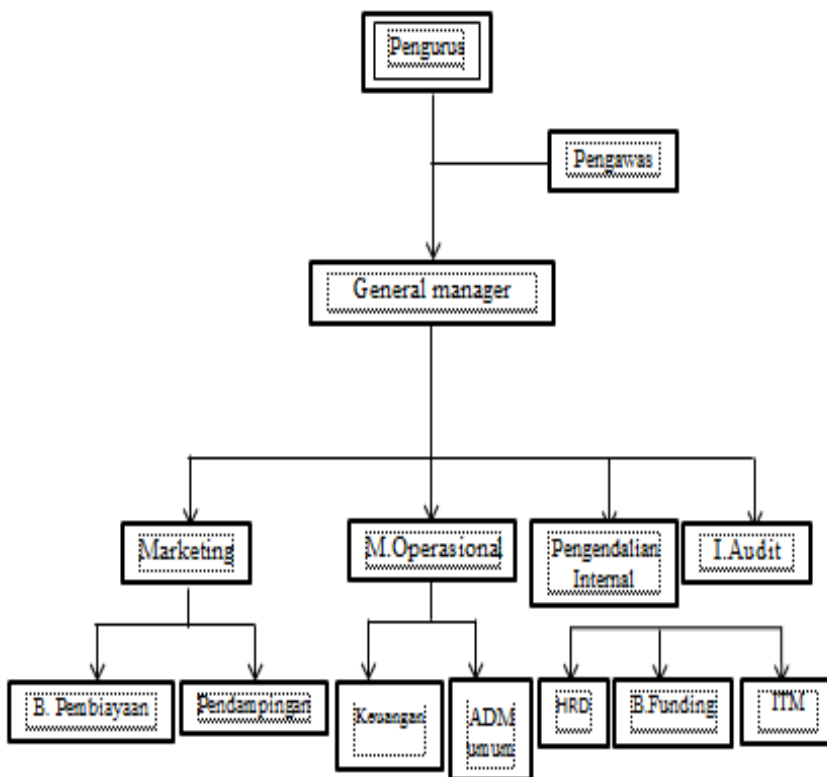 Pengurus
Pengawas
General manager
Marketing
M.Operasional
Pengendalian
Internal
I.Audit
B. Pembiayaan
Pendampingan
Keuangan
ADM
umum
HRD
B.Funding
ITM